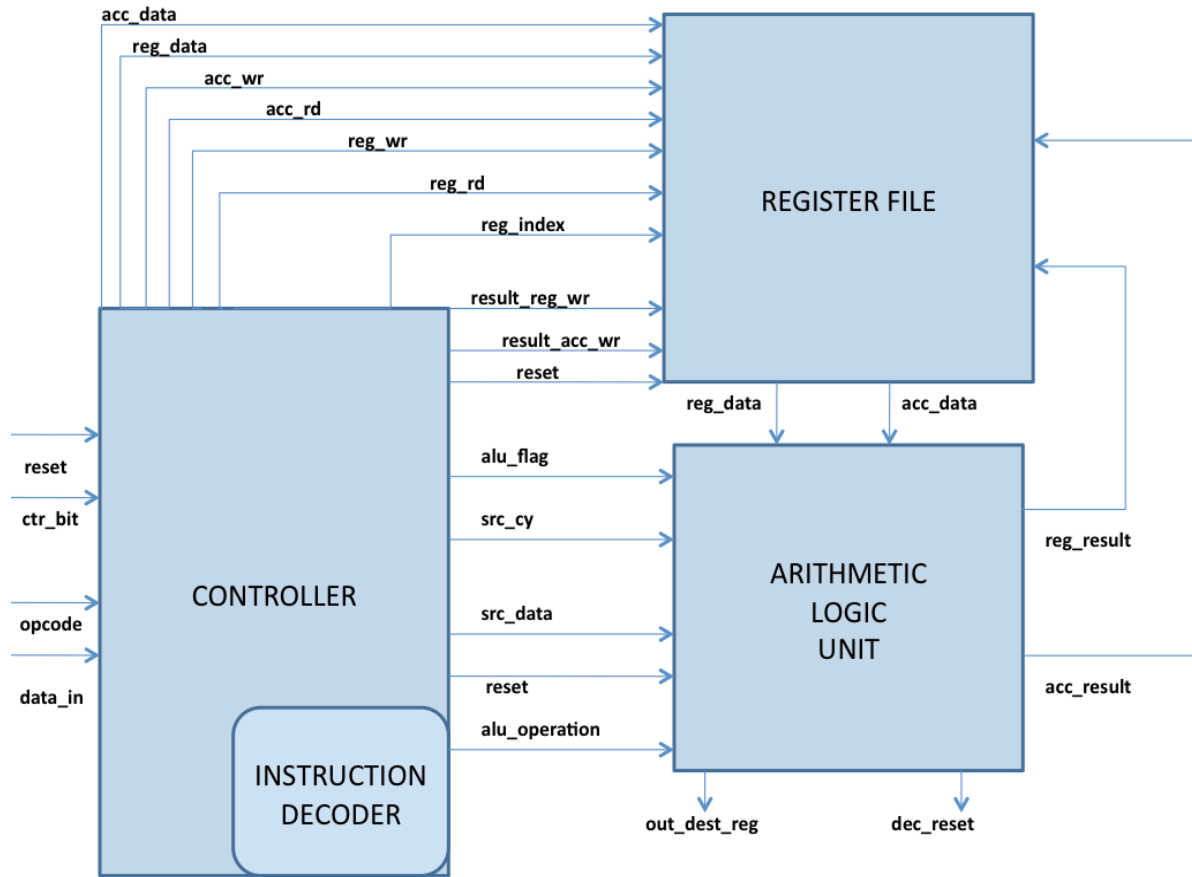 acc_data
reg_data
acc_wr
acc_rd
reg_wr
reg_rd
reg_index
REGISTER FILE
result_reg_wr
result_acc_wr
reset
reg_data
acc_data
reset
ctr_bit
opcode
data_in
CONTROLLER
INSTRUCTION
DECODER
alu_flag
src_cy
src_data
reset
alu_operation
ARITHMETIC
LOGIC
UNIT
reg_result
acc_result
out_dest_reg
dec_reset